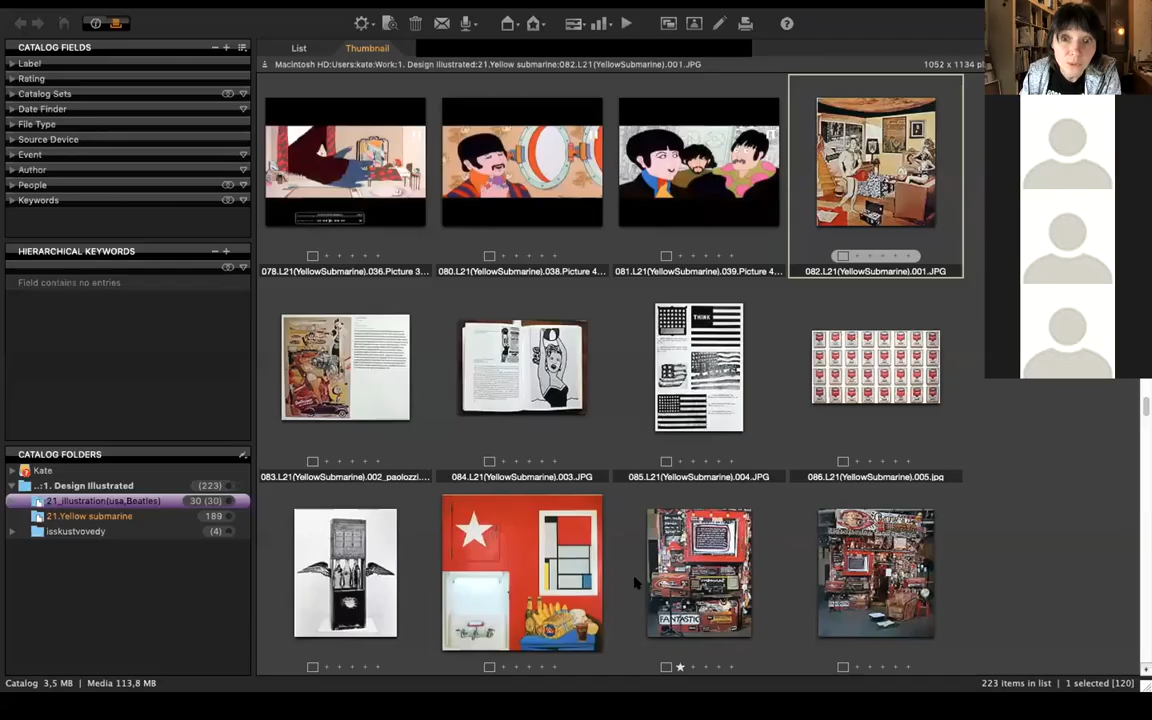 CATALOG FIELDS
Label
Rating
Catalog Sets
Date Finder
File Type
Source Device
Event
Author
People
Keywords
HIERARCHICAL KEYWORDS
Field contains no entries
CATALOG FOLDERS
Kate
..:1. Design Illustrated (223)
21_illustration(usa,Beatles) 30 (30)
21.Yellow submarine 189
isskustvovedy (4)
Catalog 3,5 MB | Media 113,8 MB
List Thumbnail
Macintosh HD:Users:kate:Work:1. Design illustrated:21.Yellow submarine:082.L21(YellowSubmarine).001.JPG 1052 x 1134 pi
078.L21(YellowSubmarine).036.Picture 3...
080.L21(YellowSubmarine).038.Picture 4...
081.L21(YellowSubmarine).039.Picture 4...
082.L21(YellowSubmarine).001.JPG
083.L21(YellowSubmarine).002_paolozzi....
084.L21(YellowSubmarine).003.JPG
085.L21(YellowSubmarine).004.JPG
086.L21(YellowSubmarine).005.jpg
THINK
FANTASTIC
223 items in list | 1 selected [120]